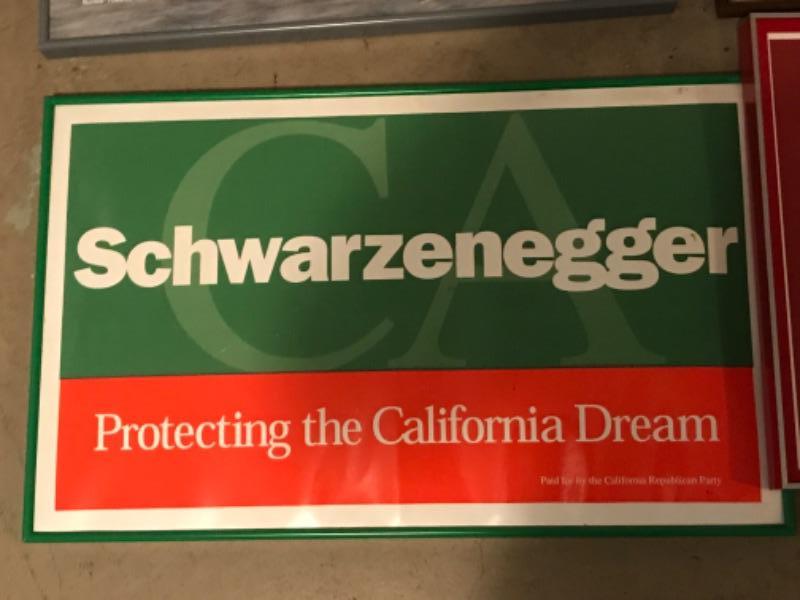 CA
Schwarzenegger
Protecting the California Dream
Paid for by the California Republican Party